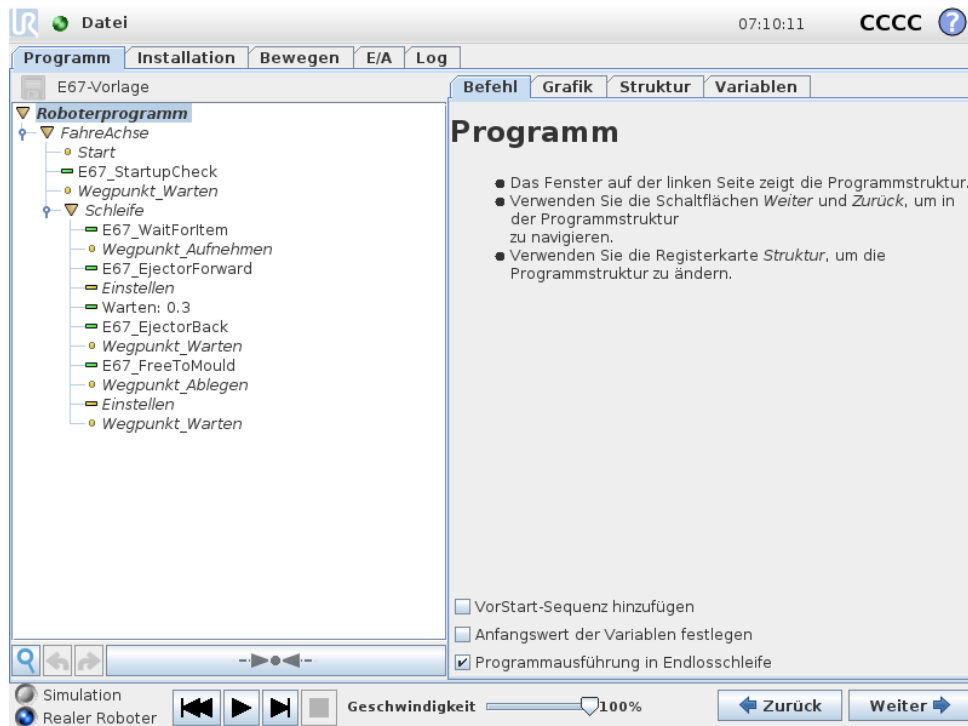 UR Datei 07:10:11 CCCC ?
Programm Installation Bewegen E/A Log
E67-Vorlage
Roboterprogramm
FahreAchse
Start
E67_StartupCheck
Wegpunkt_Warten
Schleife
E67_WaitForItem
Wegpunkt_Aufnehmen
E67_EjectorForward
Einstellen
Warten: 0.3
E67_EjectorBack
Wegpunkt_Warten
E67_FreeToMould
Wegpunkt_Ablegen
Einstellen
Wegpunkt_Warten
Befehl Grafik Struktur Variablen
Programm
Das Fenster auf der linken Seite zeigt die Programmstruktur.
Verwenden Sie die Schaltflächen Weiter und Zurück, um in
der Programmstruktur
zu navigieren.
Verwenden Sie die Registerkarte Struktur, um die
Programmstruktur zu ändern.
VorStart-Sequenz hinzufügen
Anfangswert der Variablen festlegen
Programmausführung in Endlosschleife
Simulation
Realer Roboter
Geschwindigkeit 100%
Zurück Weiter